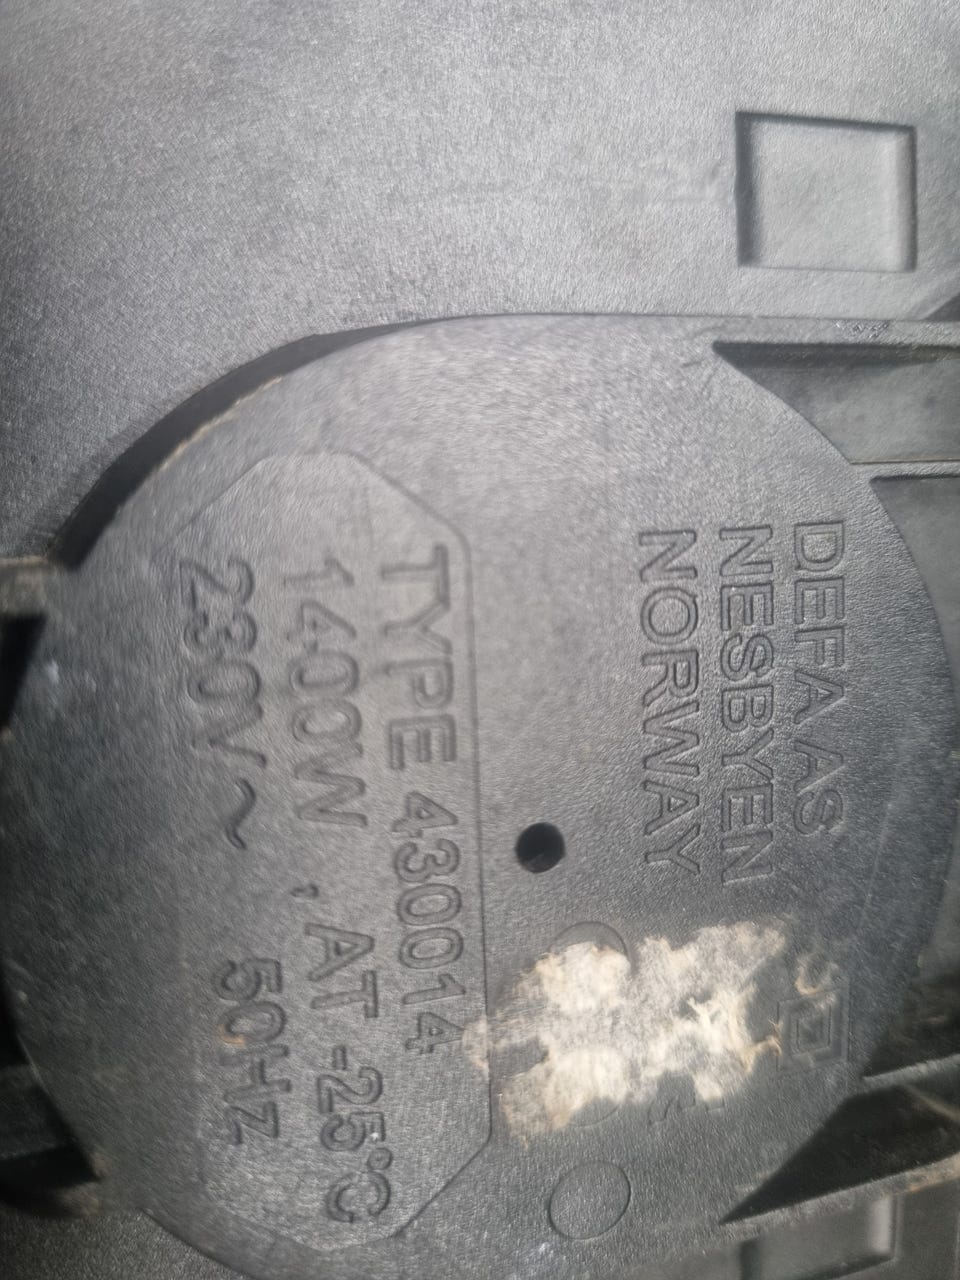 DEFA AS
NESBYEN
NORWAY
TYPE 430014
1400W, AT -25°C
230V~ 50Hz